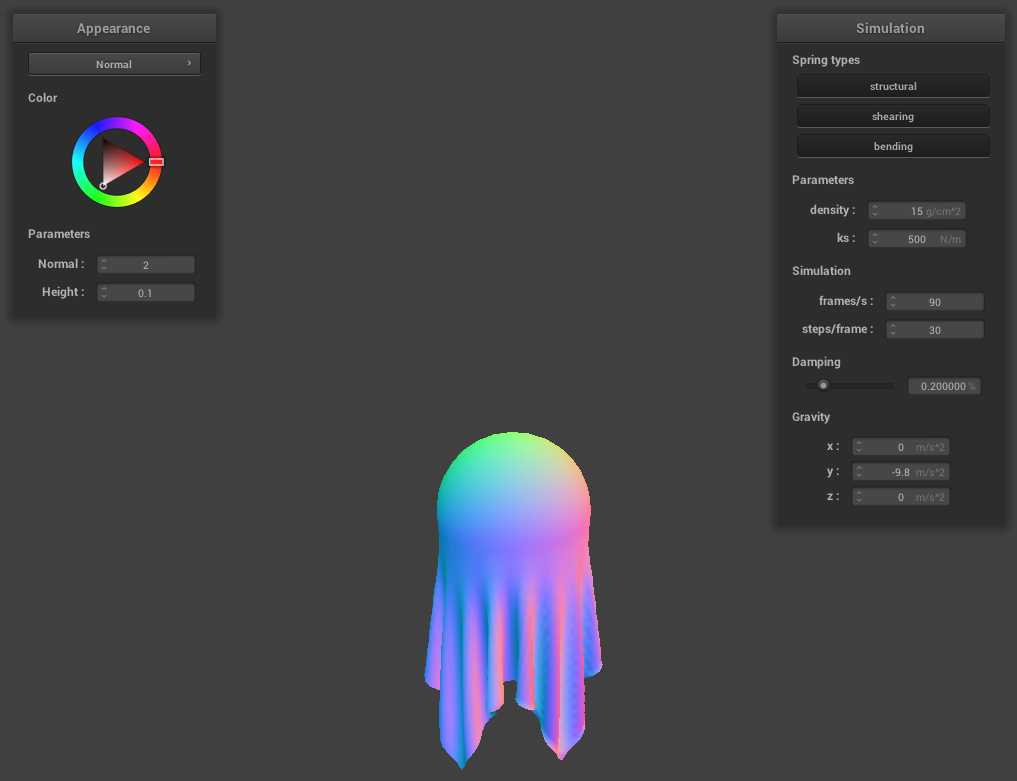 Appearance
Normal
Color
Parameters
Normal : 2
Height : 0.1
Simulation
Spring types
structural
shearing
bending
Parameters
density : 15 g/cm^2
ks : 500 N/m
Simulation
frames/s : 90
steps/frame : 30
Damping
0.200000 %
Gravity
x : 0 m/s^2
y : -9.8 m/s^2
z : 0 m/s^2